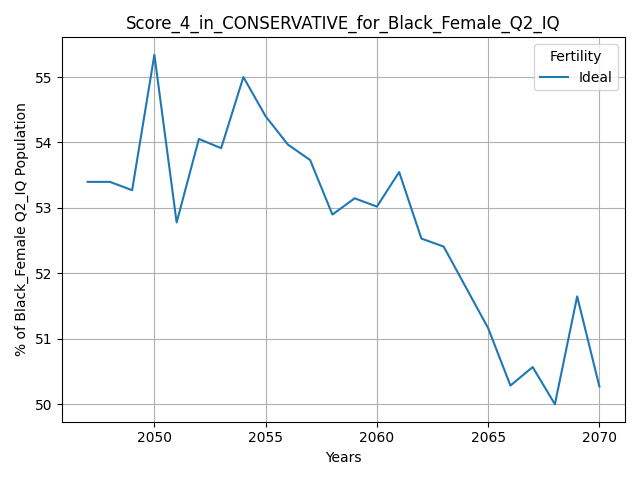 Score_4_in_CONSERVATIVE_for_Black_Female_Q2_IQ
Fertility
Ideal
% of Black_Female Q2_IQ Population
55
54
53
52
51
50
2050
2055
2060
2065
2070
Years